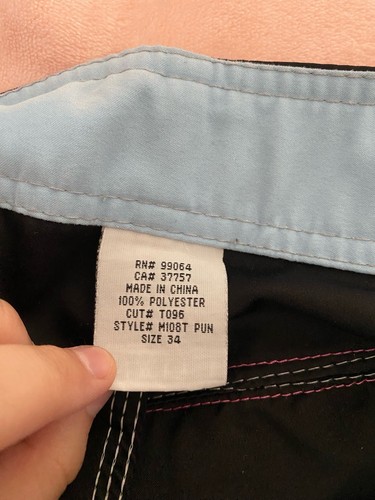 RN# 99064
CA# 37757
MADE IN CHINA
100% POLYESTER
CUT# T096
STYLE# M108T PUN
SIZE 34